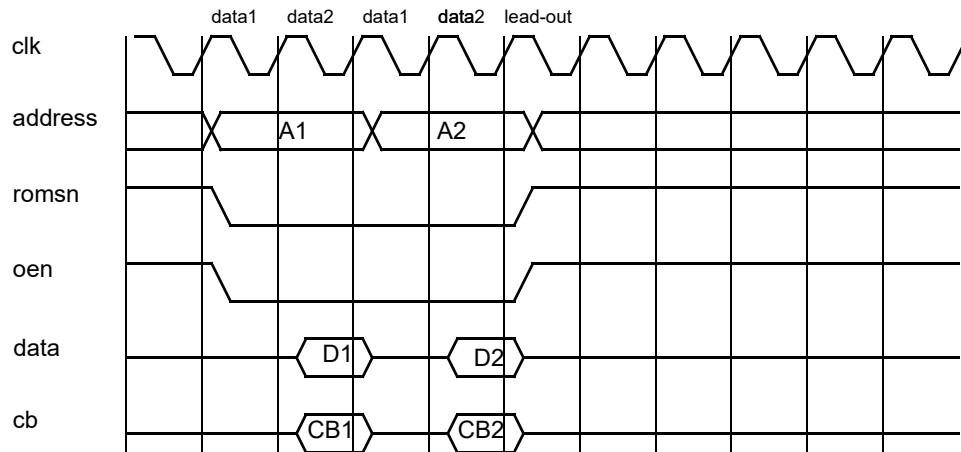 data1 data2 data1 data2 lead-out
clk
address A1 A2
romsn
oen
data D1 D2
cb CB1 CB2